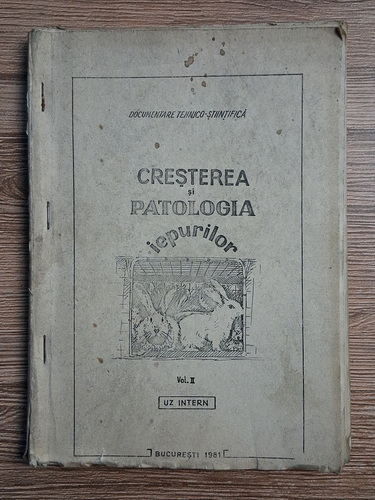 DOCUMENTARE TEHNICO-ȘTIINȚIFICĂ
CREȘTEREA
și
PATOLOGIA
iepurilor
Vol. II
UZ INTERN
BUCUREȘTI 1981